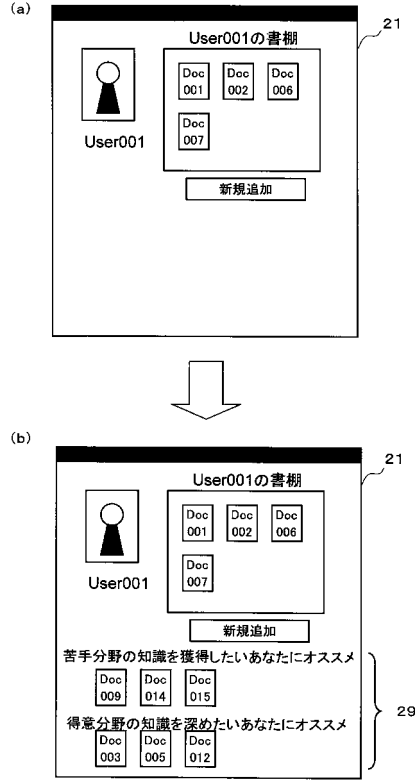 (a)
21
User001の書棚
Doc 001
Doc 002
Doc 006
Doc 007
User001
新規追加
(b)
21
User001の書棚
Doc 001
Doc 002
Doc 006
Doc 007
User001
新規追加
苦手分野の知識を獲得したいあなたにオススメ
Doc 009
Doc 014
Doc 015
29
得意分野の知識を深めたいあなたにオススメ
Doc 003
Doc 005
Doc 012